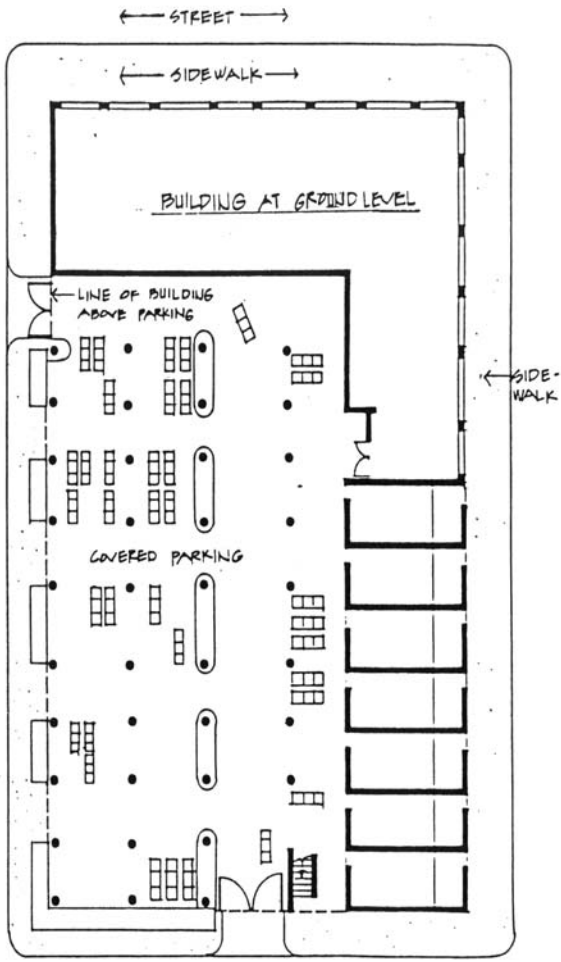 STREET
SIDEWALK
BUILDING AT GROUND LEVEL
LINE OF BUILDING
ABOVE PARKING
SIDE-
WALK
COVERED PARKING